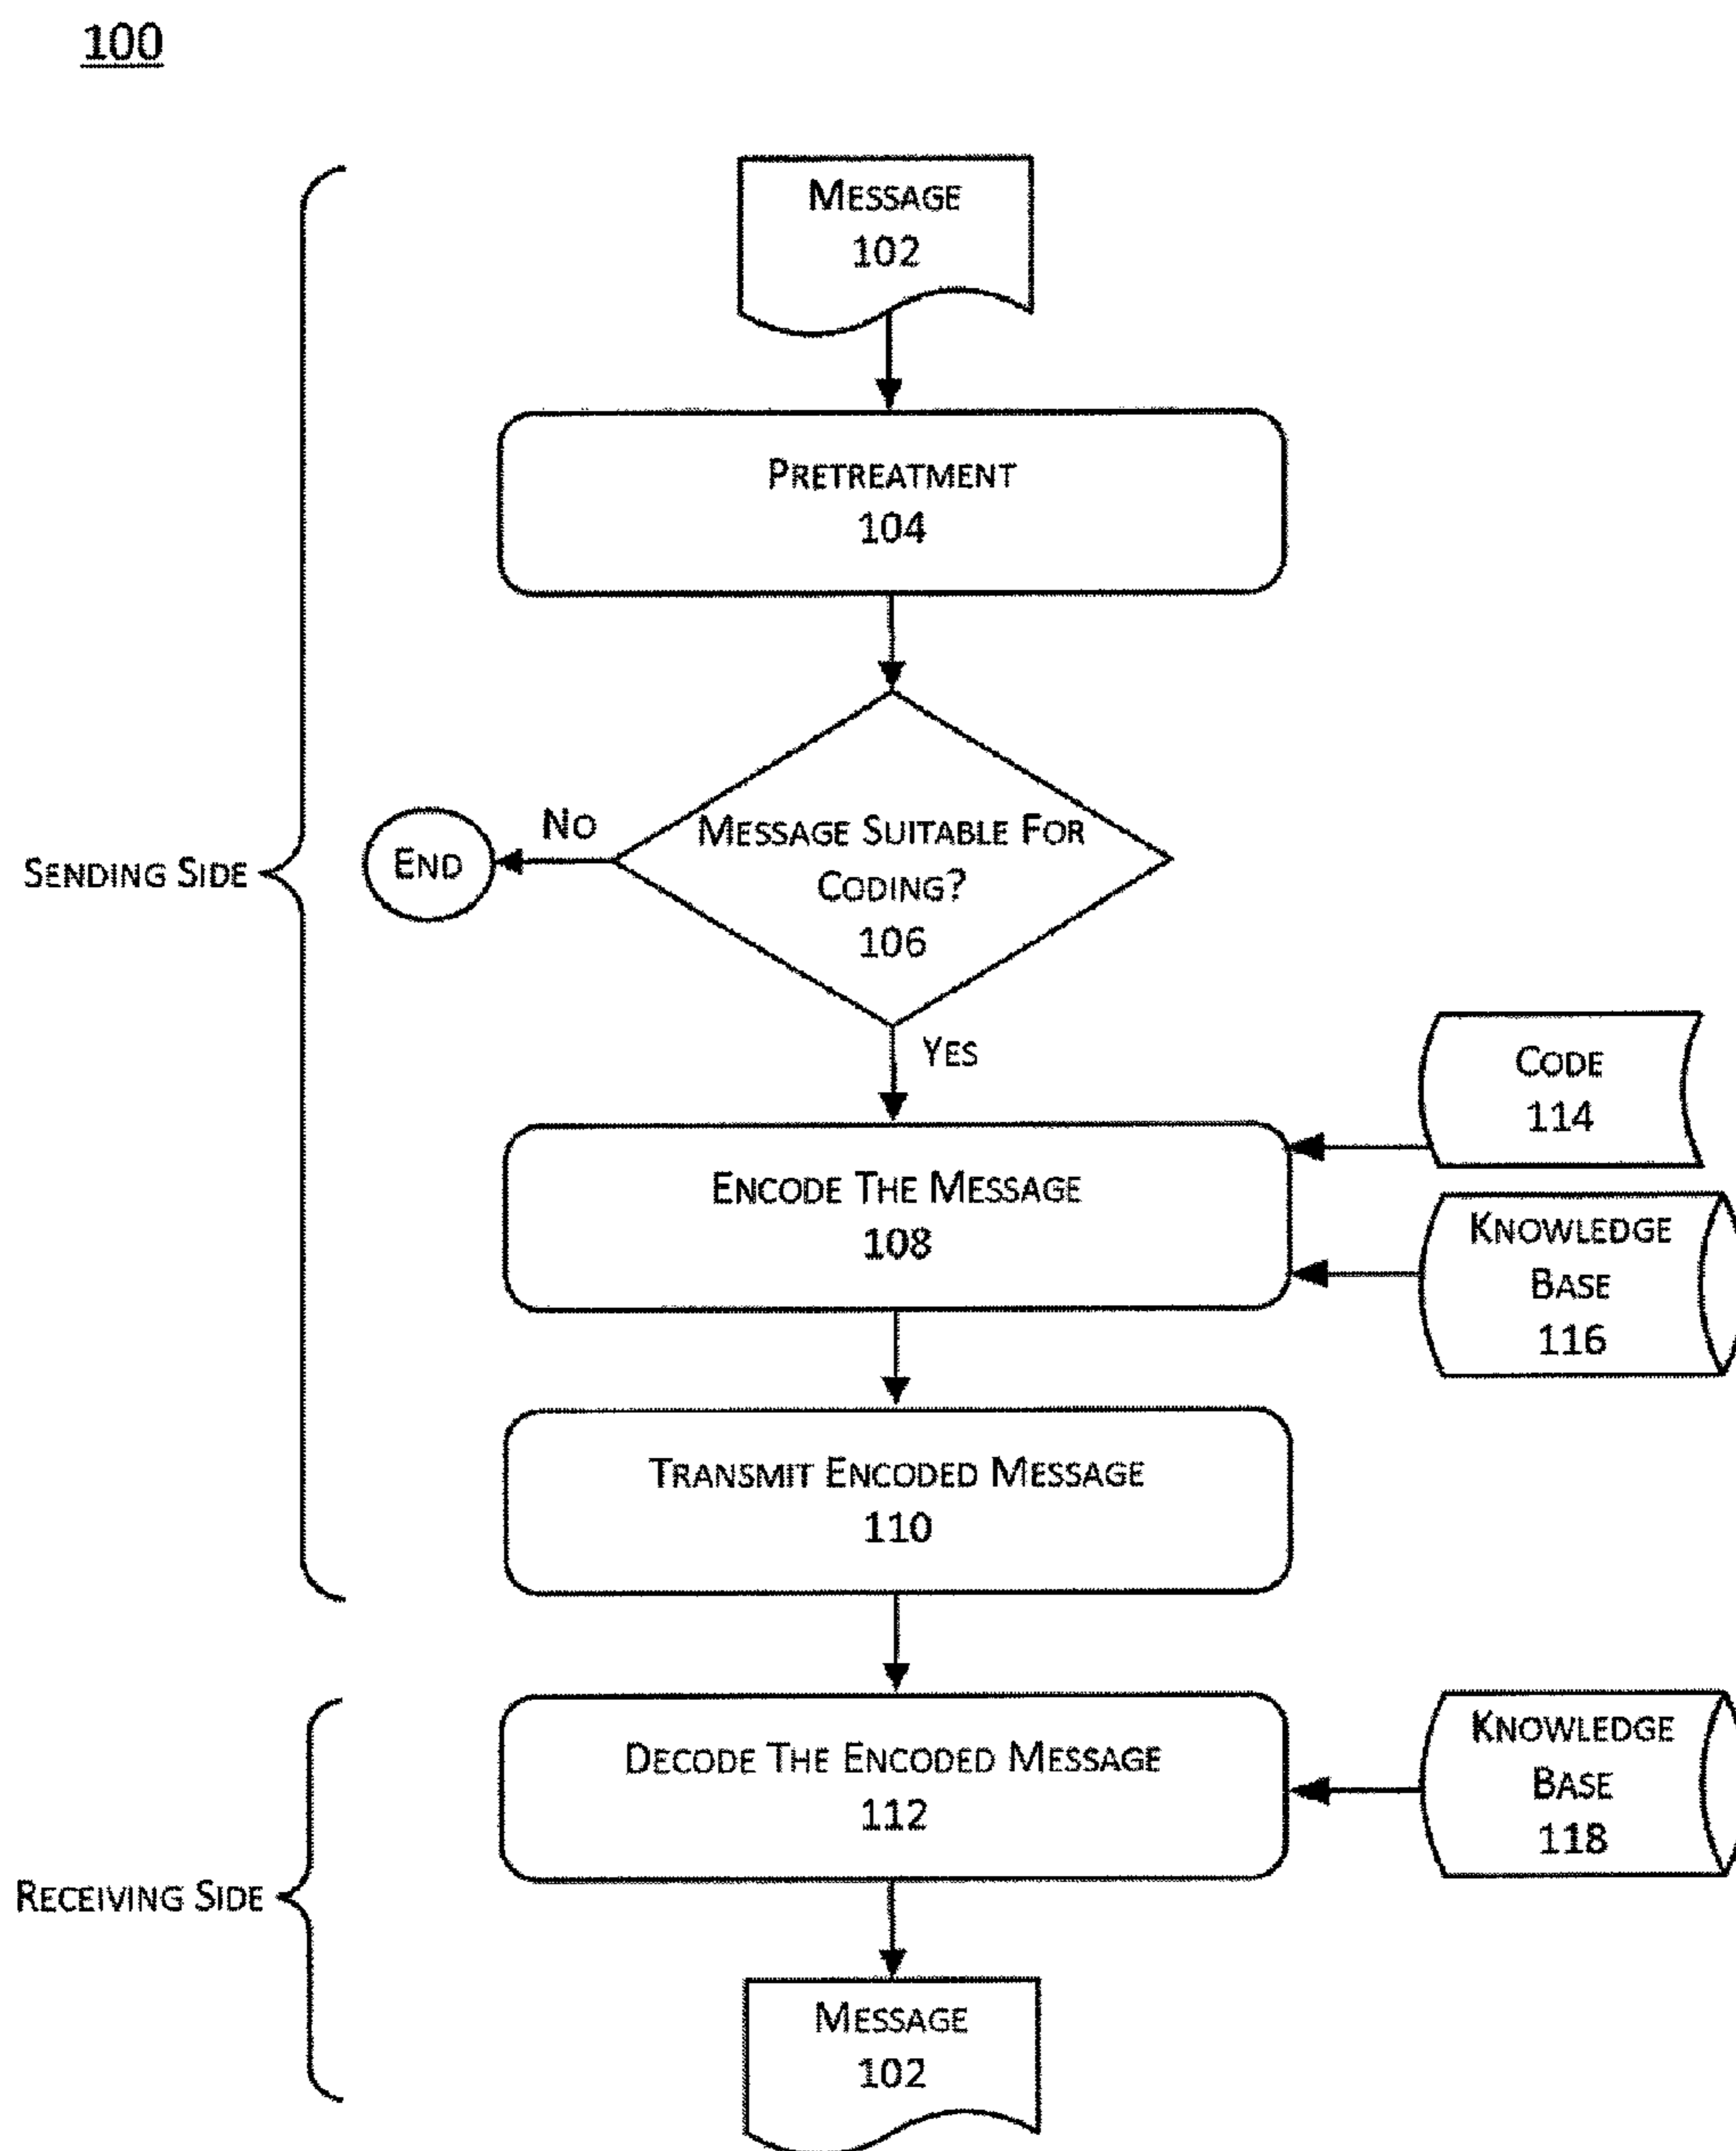 100
MESSAGE
102
PRETREATMENT
104
MESSAGE SUITABLE FOR
CODING?
106
NO
END
SENDING SIDE
YES
CODE
114
ENCODE THE MESSAGE
108
KNOWLEDGE
BASE
116
TRANSMIT ENCODED MESSAGE
110
DECODE THE ENCODED MESSAGE
112
KNOWLEDGE
BASE
118
RECEIVING SIDE
MESSAGE
102